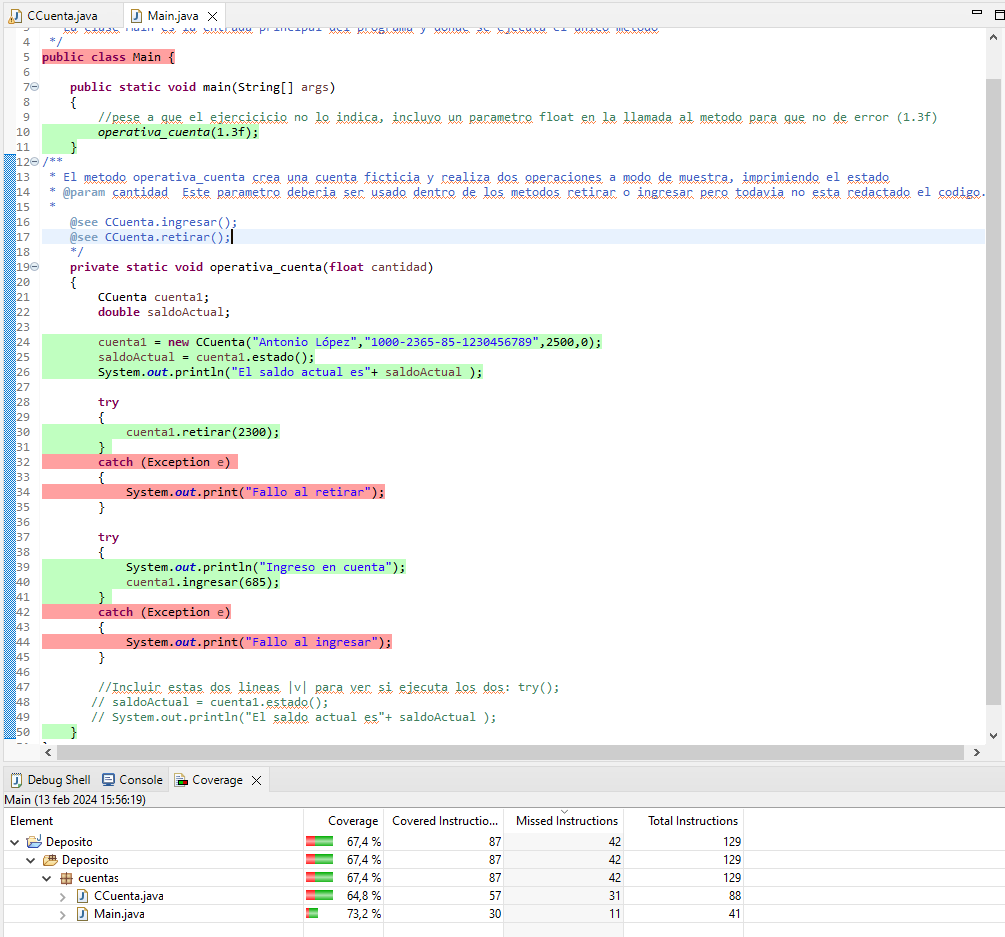 CCuenta.java Main.java
3 * La clase Main es la entrada principal del programa y donde se ejecuta el unico metodo
4 */
5 public class Main {
6
7 public static void main(String[] args)
8 {
9 //pese a que el ejercicicio no lo indica, incluyo un parametro float en la llamada al metodo para que no de error (1.3f)
10 operativa_cuenta(1.3f);
11 }
12 /**
13 * El metodo operativa_cuenta crea una cuenta ficticia y realiza dos operaciones a modo de muestra, imprimiendo el estado
14 * @param cantidad Este parametro deberia ser usado dentro de los metodos retirar o ingresar pero todavia no esta redactado el codigo.
15 *
16 @see CCuenta.ingresar();
17 @see CCuenta.retirar();
18 */
19 private static void operativa_cuenta(float cantidad)
20 {
21 CCuenta cuenta1;
22 double saldoActual;
23
24 cuenta1 = new CCuenta("Antonio López","1000-2365-85-1230456789",2500,0);
25 saldoActual = cuenta1.estado();
26 System.out.println("El saldo actual es"+ saldoActual );
27
28 try
29 {
30 cuenta1.retirar(2300);
31 }
32 catch (Exception e)
33 {
34 System.out.print("Fallo al retirar");
35 }
36
37 try
38 {
39 System.out.println("Ingreso en cuenta");
40 cuenta1.ingresar(685);
41 }
42 catch (Exception e)
43 {
44 System.out.print("Fallo al ingresar");
45 }
46
47 //Incluir estas dos lineas |v| para ver si ejecuta los dos: try();
48 // saldoActual = cuenta1.estado();
49 // System.out.println("El saldo actual es"+ saldoActual );
50 }
Debug Shell Console Coverage
Main (13 feb 2024 15:56:19)
Element Coverage Covered Instructio... Missed Instructions Total Instructions
Deposito 67,4 % 87 42 129
Deposito 67,4 % 87 42 129
cuentas 67,4 % 87 42 129
CCuenta.java 64,8 % 57 31 88
Main.java 73,2 % 30 11 41